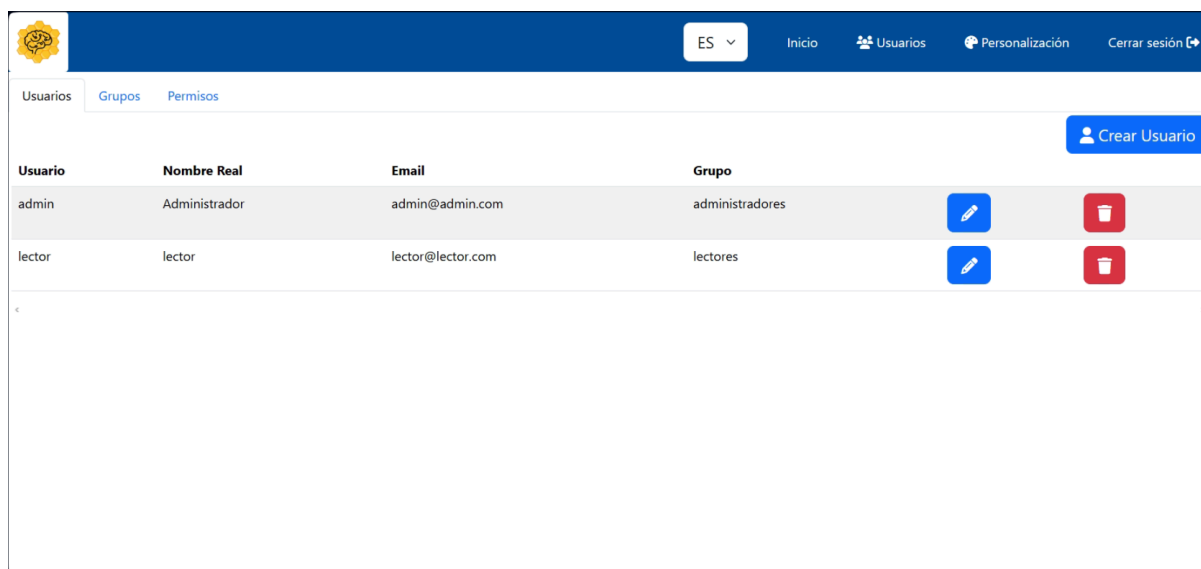 ES Inicio Usuarios Personalización Cerrar sesión
Usuarios Grupos Permisos
Crear Usuario
Usuario Nombre Real Email Grupo
admin Administrador admin@admin.com administradores
lector lector lector@lector.com lectores